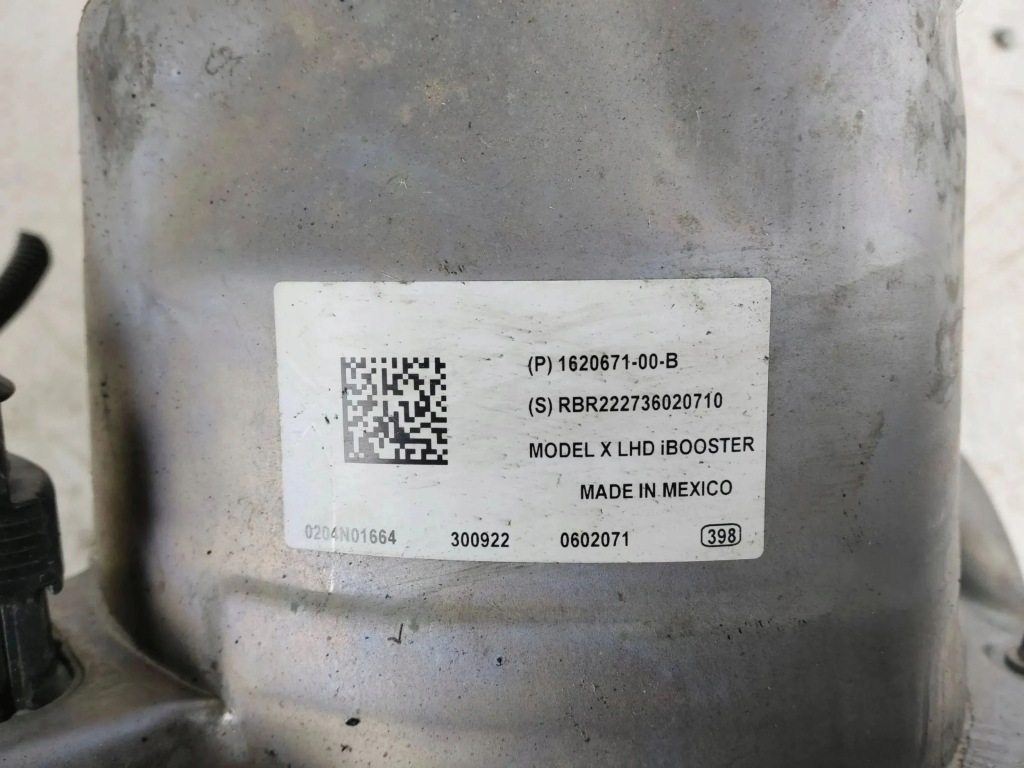 (P) 1620671-00-B
(S) RBR222736020710
MODEL X LHD iBOOSTER
MADE IN MEXICO
0204N01664 300922 0602071 398